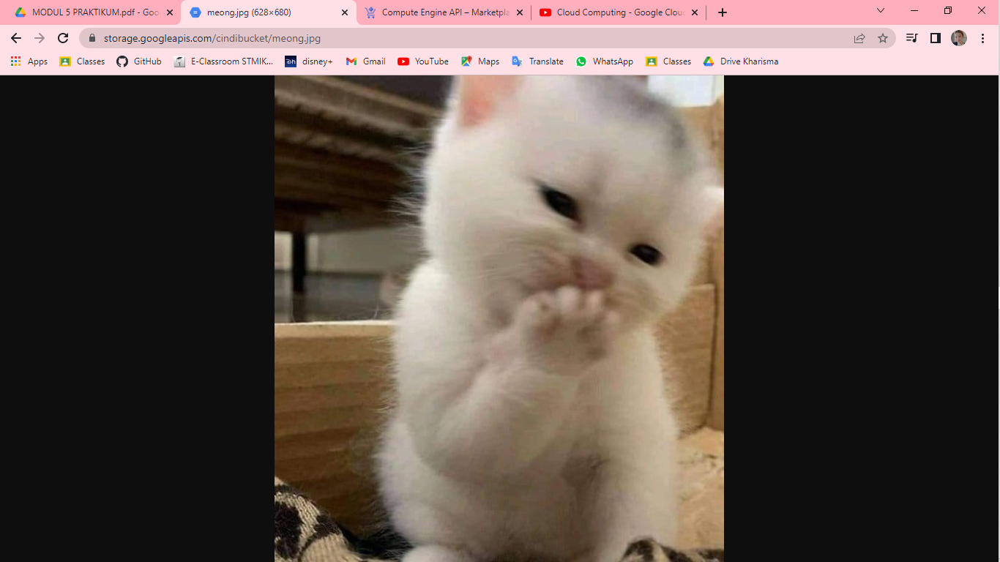 MODUL 5 PRAKTIKUM.pdf - Goo
meong.jpg (628×680)
Compute Engine API – Marketpla
Cloud Computing - Google Clou
storage.googleapis.com/cindibucket/meong.jpg
Apps
Classes
GitHub
E-Classroom STMIK...
disney+
Gmail
YouTube
Maps
Translate
WhatsApp
Classes
Drive Kharisma